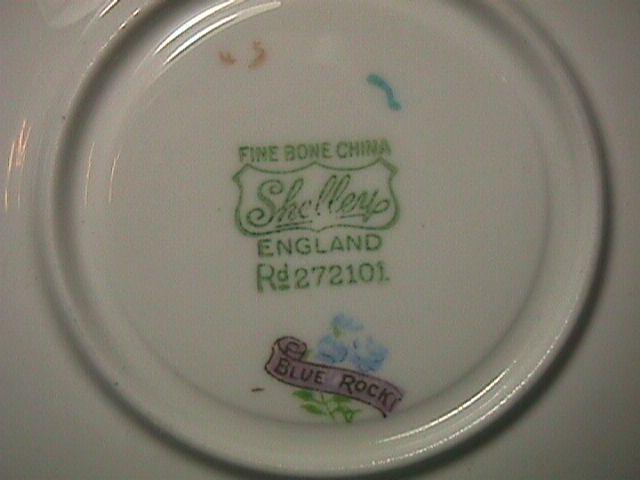 FINE BONE CHINA
Shelley
ENGLAND
Rd 272101.
BLUE ROCK